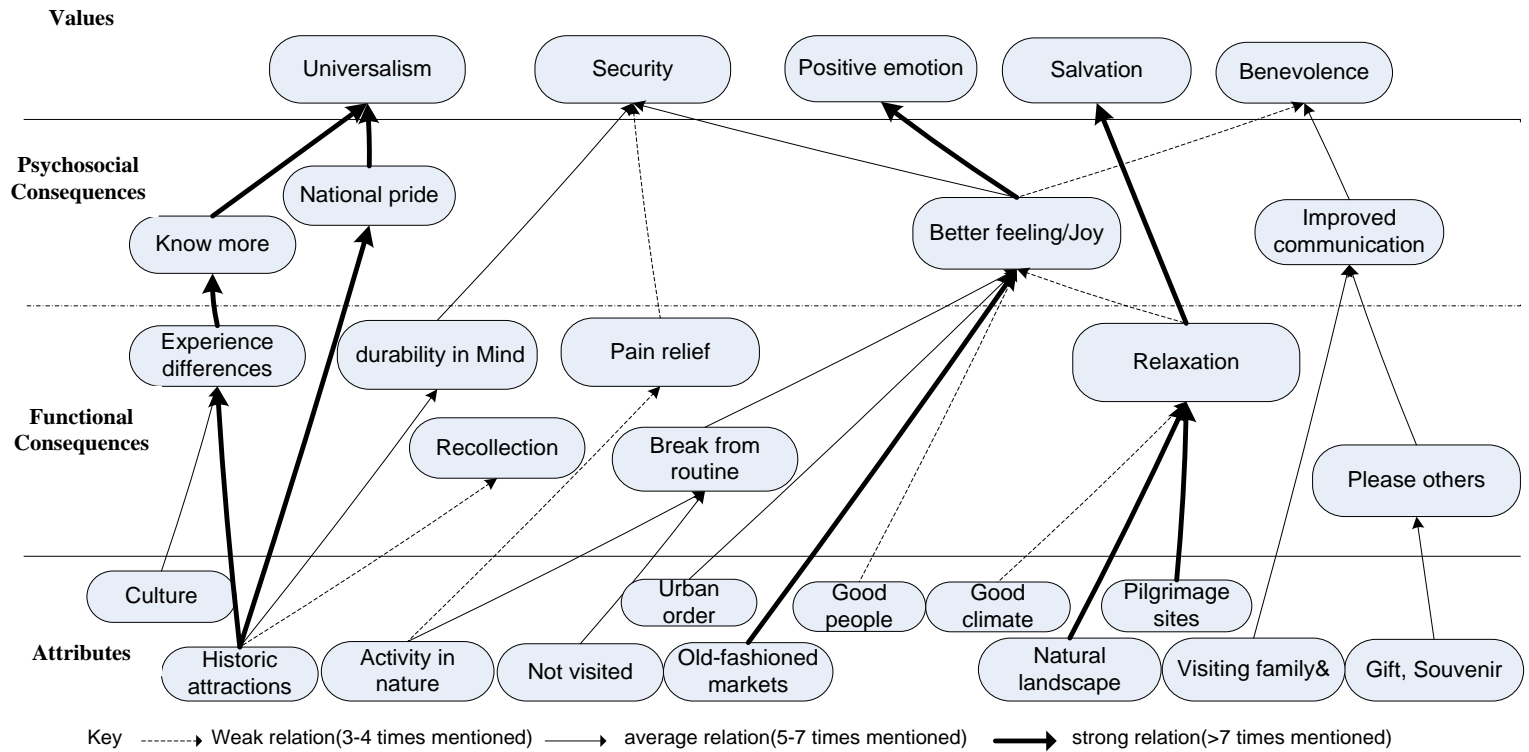 Values
Universalism
Security
Positive emotion
Salvation
Benevolence
Psychosocial
Consequences
National pride
Know more
Better feeling/Joy
Improved
communication
Experience
differences
durability in Mind
Pain relief
Relaxation
Functional
Consequences
Recollection
Break from
routine
Please others
Culture
Urban
order
Good
people
Good
climate
Pilgrimage
sites
Attributes
Historic
attractions
Activity in
nature
Not visited
Old-fashioned
markets
Natural
landscape
Visiting family&
Gift, Souvenir
Key Weak relation(3-4 times mentioned) average relation(5-7 times mentioned) strong relation(>7 times mentioned)